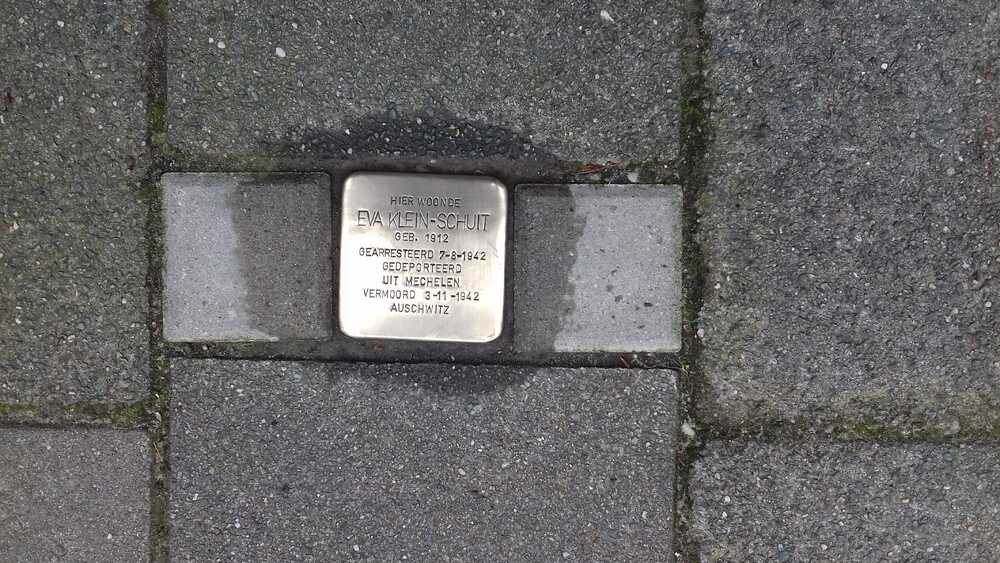 HIER WOONDE
EVA KLEIN-SCHUIT
GEB. 1912
GEARRESTEERD 7-8-1942
GEDEPORTEERD
UIT MECHELEN
VERMOORD 3-11-1942
AUSCHWITZ